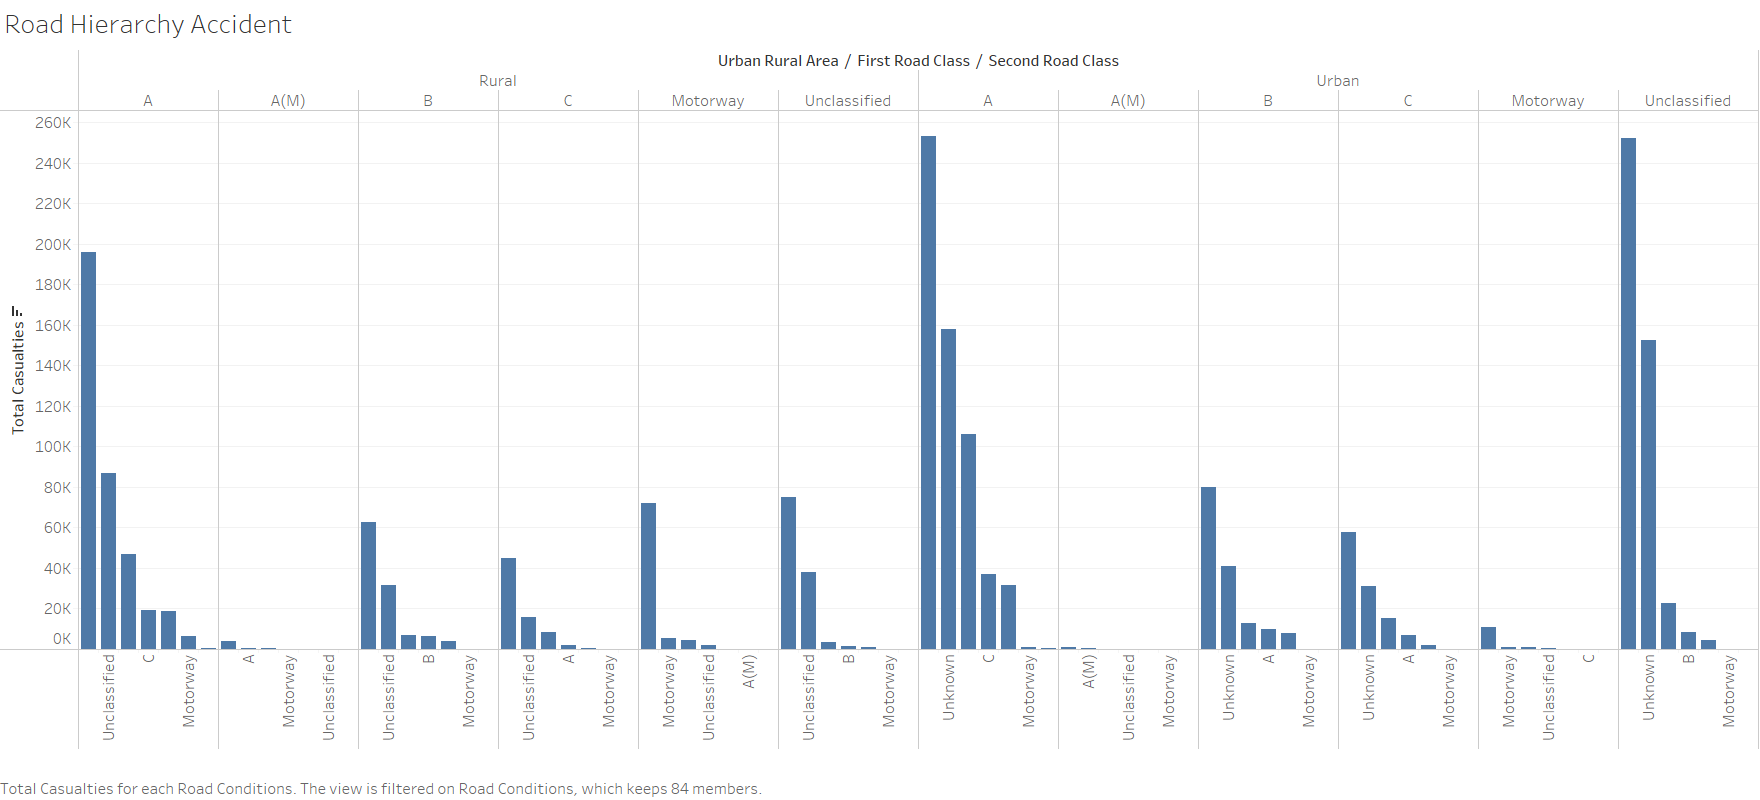 Road Hierarchy Accident
Urban Rural Area / First Road Class / Second Road Class
Rural Urban
A A(M) B C Motorway Unclassified A A(M) B C Motorway Unclassified
260K
240K
220K
200K
180K
160K
140K
120K
100K
80K
60K
40K
20K
0K
Total Casualties
Unclassified C Motorway A Motorway Unclassified Unclassified B Motorway Unclassified A Motorway Motorway Unclassified A(M) Unclassified B Motorway Unknown C Motorway A(M) Unclassified Motorway Unknown A Motorway Unknown A Motorway Motorway Unclassified C Unknown B Motorway
Total Casualties for each Road Conditions. The view is filtered on Road Conditions, which keeps 84 members.